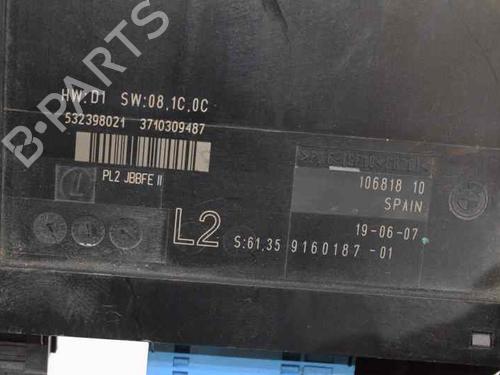 HW:D1 SW:08,1C,0C
532398021 3710309487
PL2 JBBFE II
106818 10
SPAIN
19-06-07
L2
S:61.35 9160187-01
B-PARTS